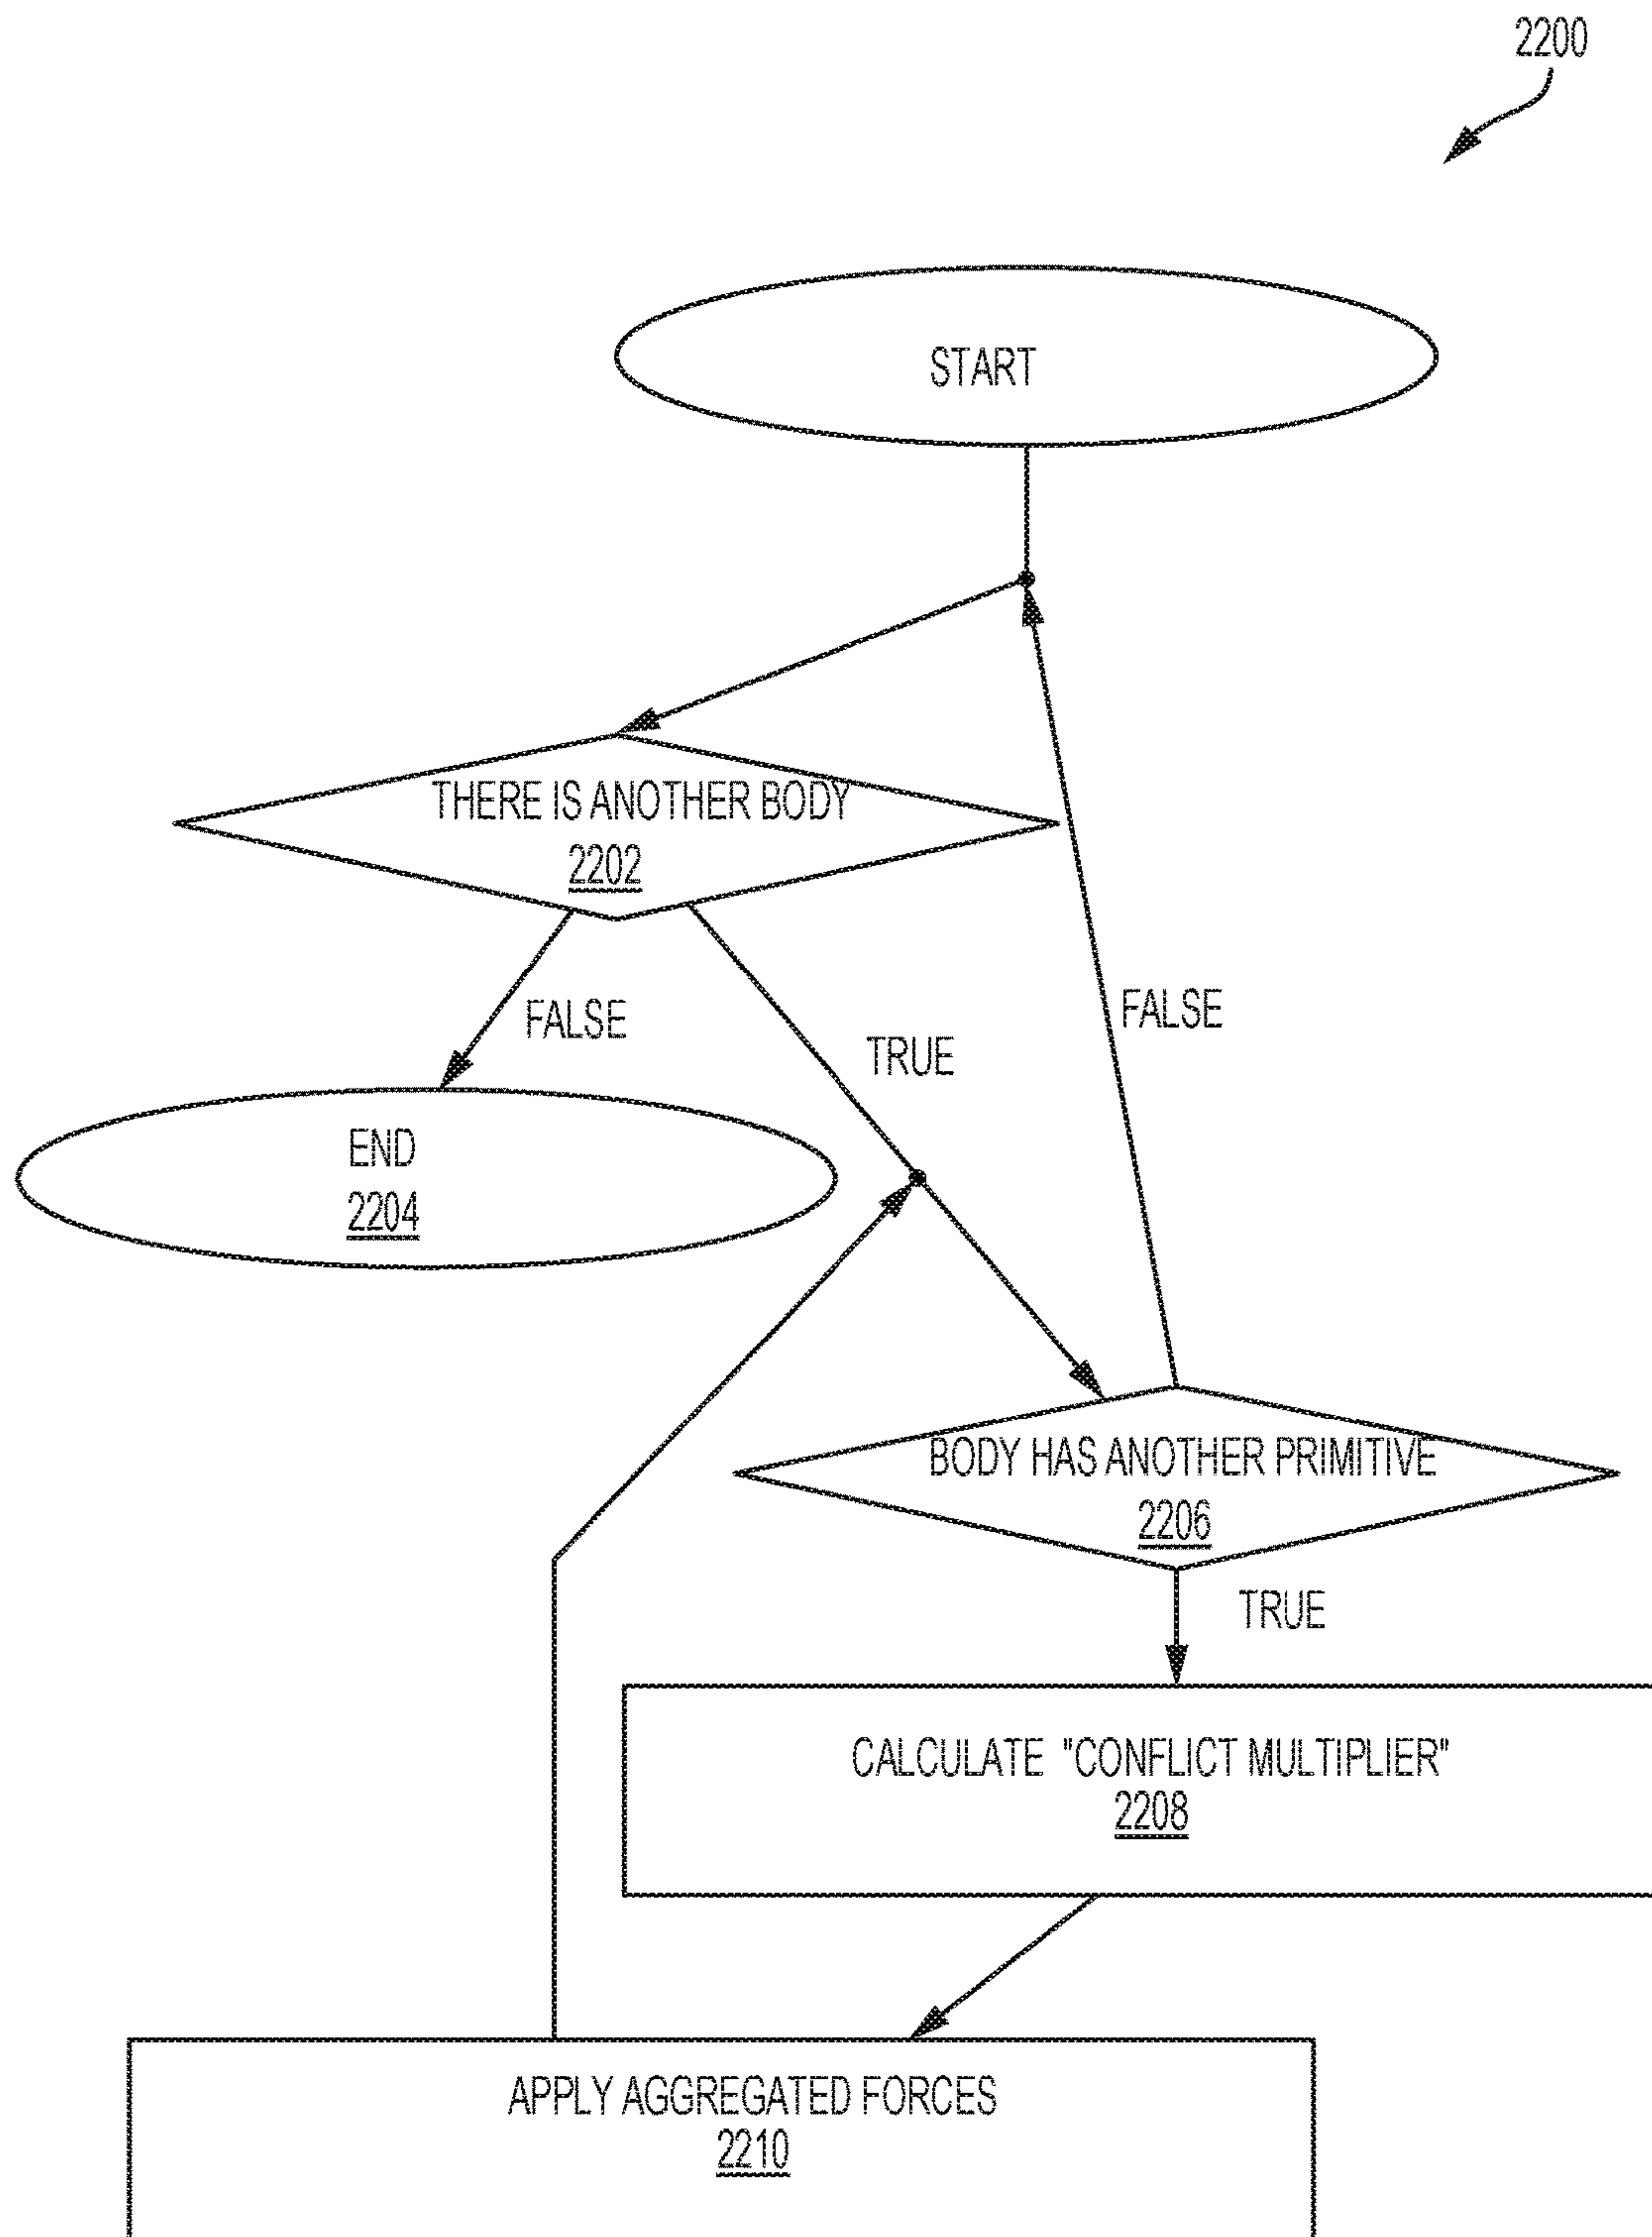 2200
START
THERE IS ANOTHER BODY
2202
FALSE
TRUE
FALSE
END
2204
BODY HAS ANOTHER PRIMITIVE
2206
TRUE
CALCULATE "CONFLICT MULTIPLIER"
2208
APPLY AGGREGATED FORCES
2210